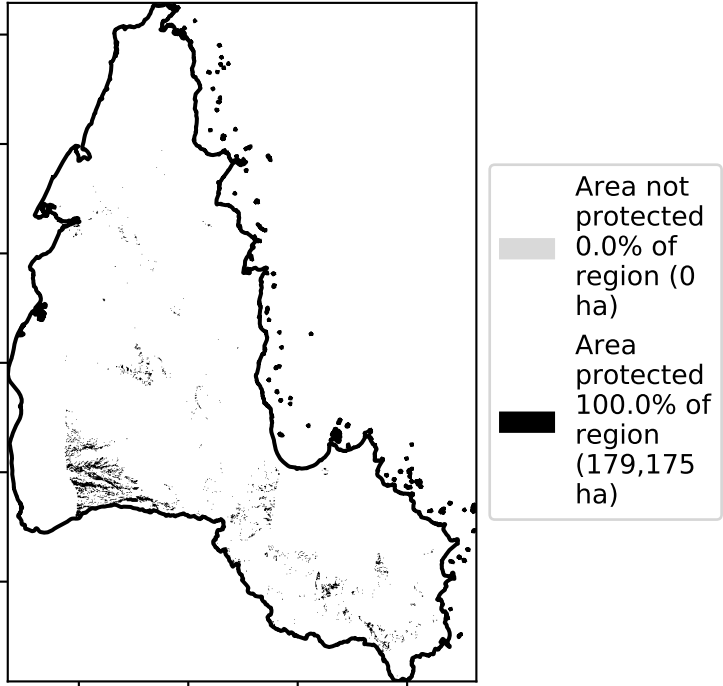 Area not
protected
0.0% of
region (0
ha)
Area
protected
100.0% of
region
(179,175
ha)